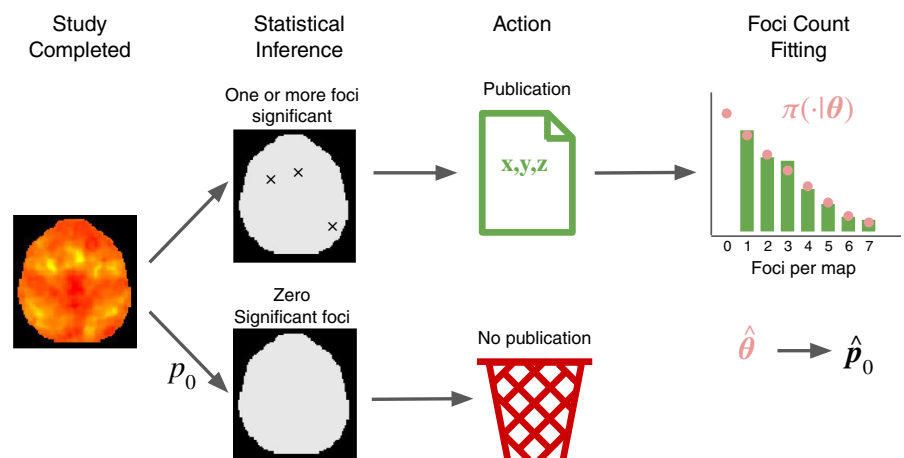 Study
Completed
Statistical
Inference
Action
Foci Count
Fitting
One or more foci
significant
Publication
x,y,z
π(·|θ)
0 1 2 3 4 5 6 7
Foci per map
p₀
Zero
Significant foci
No publication
θ̂
p̂₀